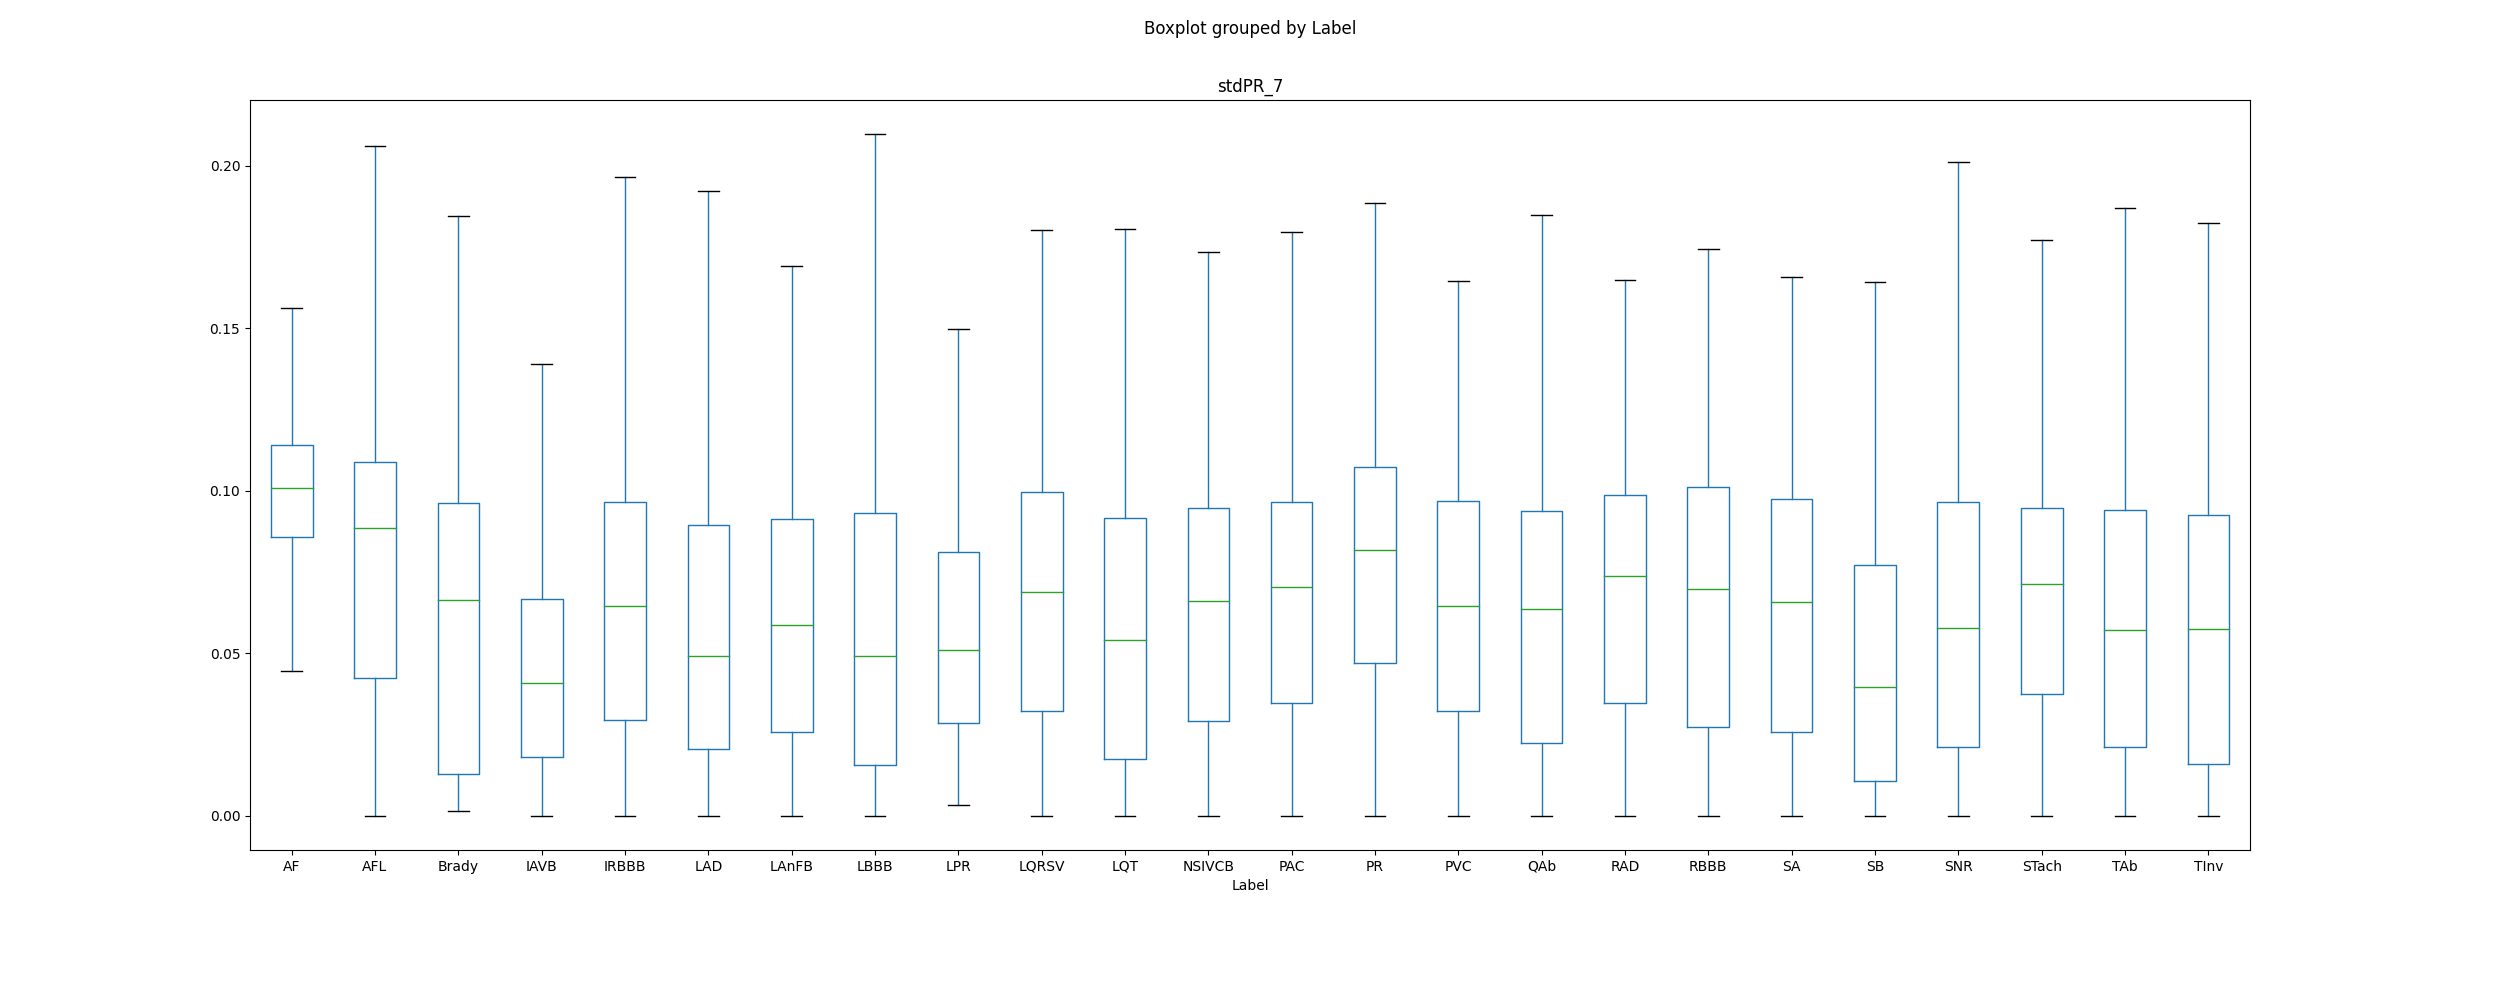 Boxplot grouped by Label
stdPR_7
0.20
0.15
0.10
0.05
0.00
AF AFL Brady IAVB IRBBB LAD LAnFB LBBB LPR LQRSV LQT NSIVCB PAC PR PVC QAb RAD RBBB SA SB SNR STach TAb TInv
Label